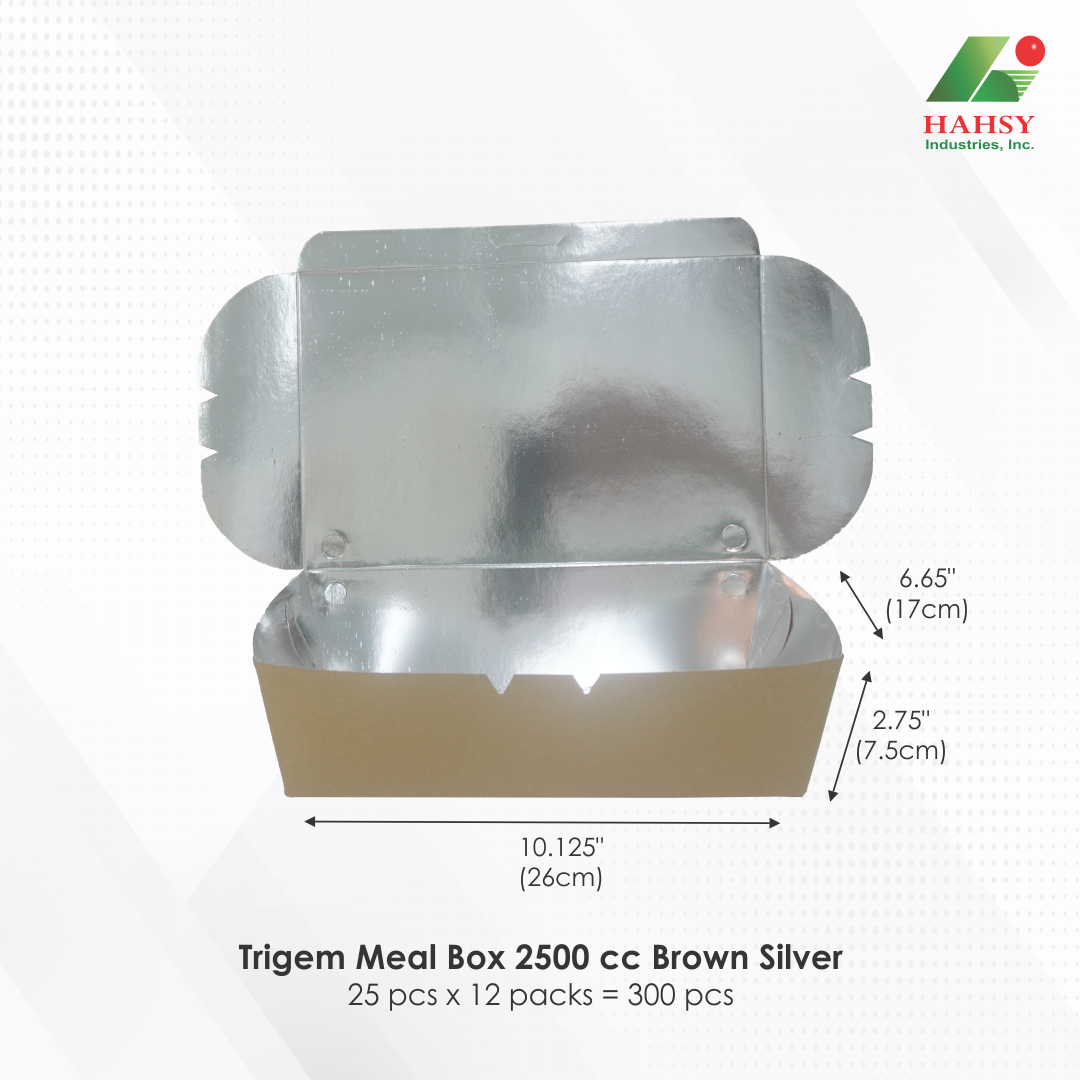 HAHSY
Industries, Inc.
6.65"
(17cm)
2.75"
(7.5cm)
10.125"
(26cm)
Trigem Meal Box 2500 cc Brown Silver
25 pcs x 12 packs = 300 pcs